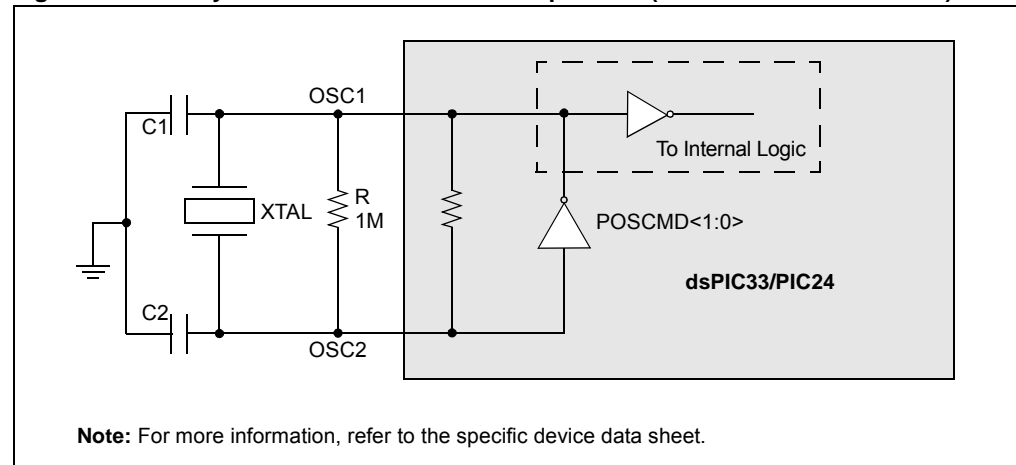 OSC1
C1
To Internal Logic
XTAL
R
1M
POSCMD<1:0>
dsPIC33/PIC24
C2
OSC2
Note: For more information, refer to the specific device data sheet.